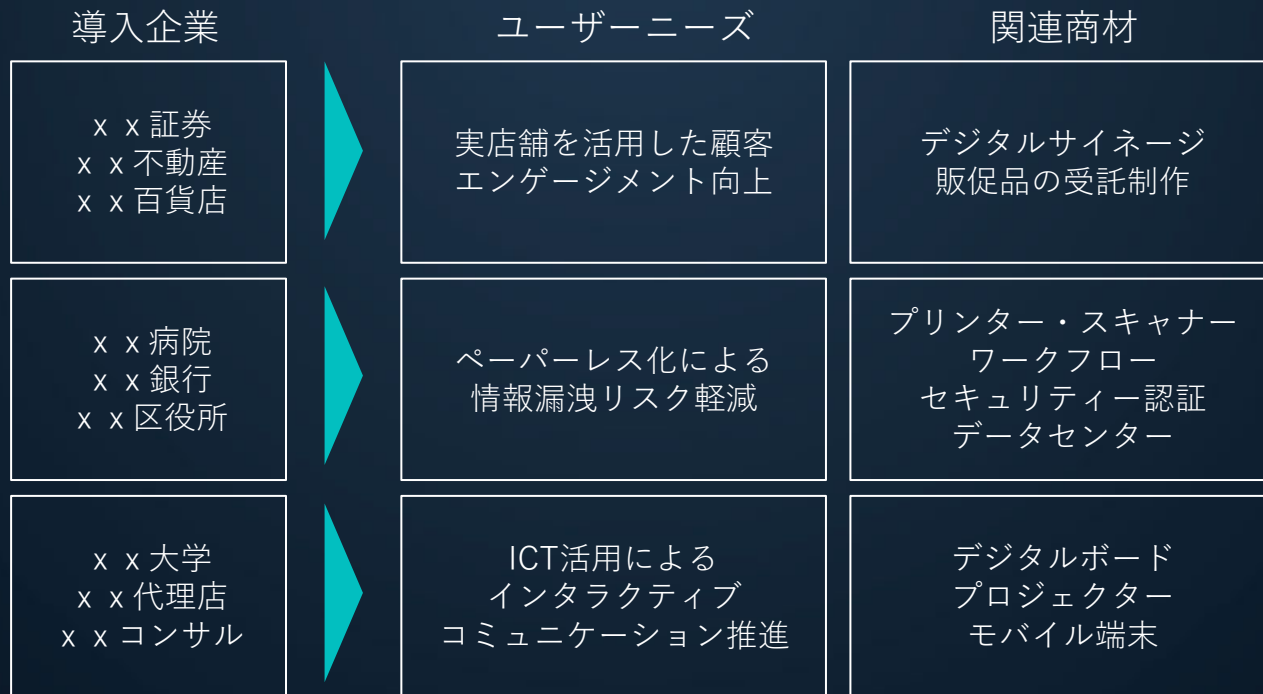 導入企業
ユーザーニーズ
関連商材
ｘｘ証券
ｘｘ不動産
ｘｘ百貨店
実店舗を活用した顧客
エンゲージメント向上
デジタルサイネージ
販促品の受託制作
ｘｘ病院
ｘｘ銀行
ｘｘ区役所
ペーパーレス化による
情報漏洩リスク軽減
プリンター・スキャナー
ワークフロー
セキュリティー認証
データセンター
ｘｘ大学
ｘｘ代理店
ｘｘコンサル
ICT活用による
インタラクティブ
コミュニケーション推進
デジタルボード
プロジェクター
モバイル端末